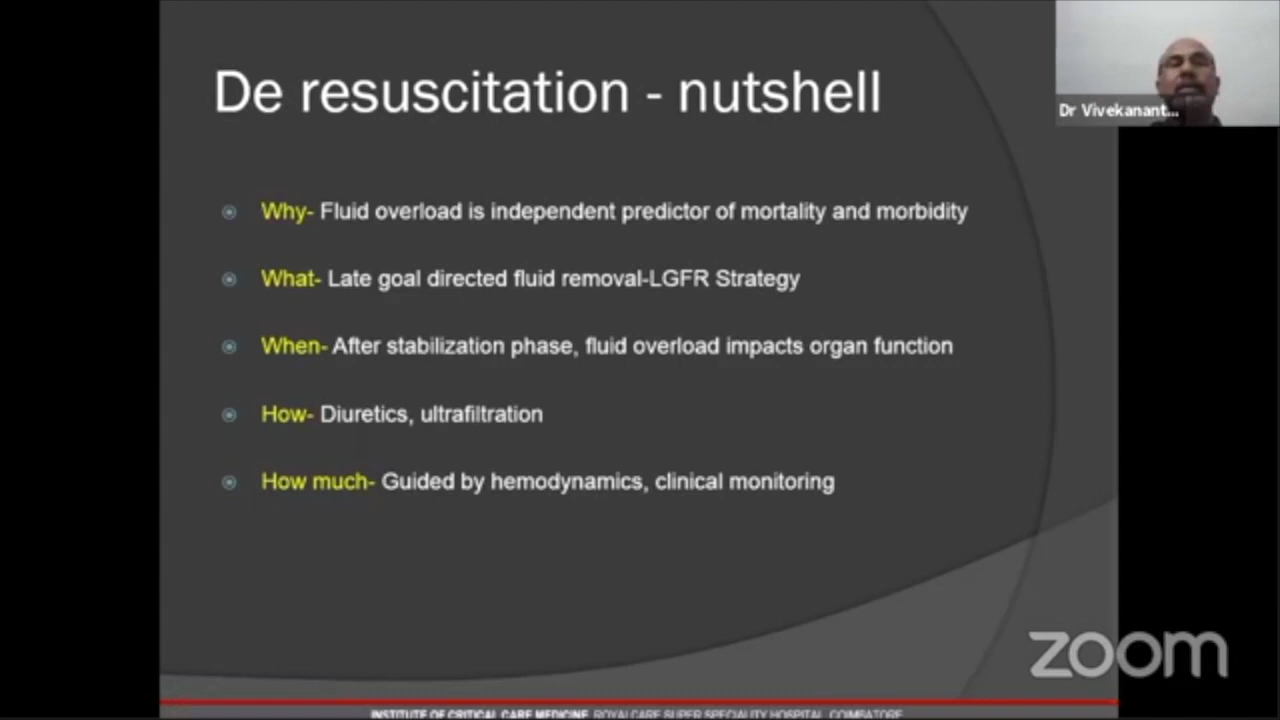 De resuscitation - nutshell
Dr Vivekanant...
Why- Fluid overload is independent predictor of mortality and morbidity
What- Late goal directed fluid removal-LGFR Strategy
When- After stabilization phase, fluid overload impacts organ function
How- Diuretics, ultrafiltration
How much- Guided by hemodynamics, clinical monitoring
zoom
INSTITUTE OF CRITICAL CARE MEDICINE, ROYALCARE SUPER SPECIALITY HOSPITAL, COIMBATORE